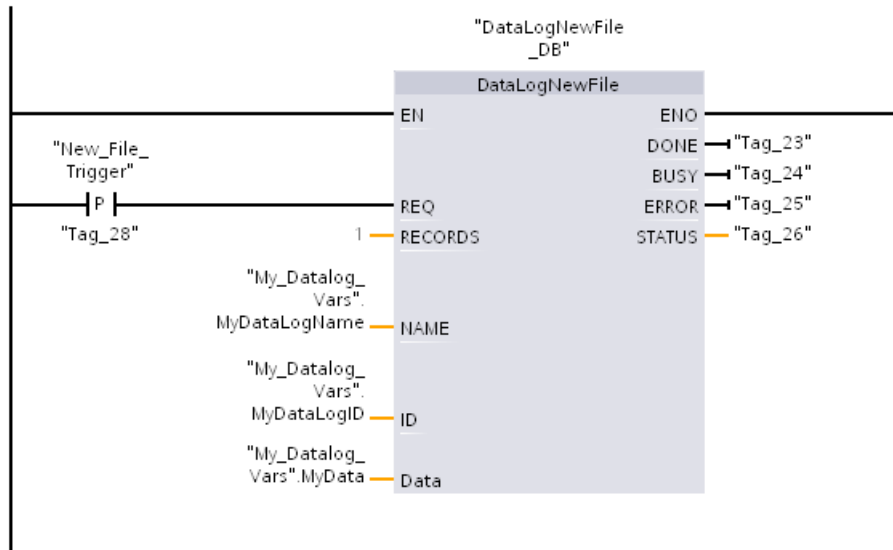 "DataLogNewFile
_DB"
DataLogNewFile
EN
ENO
DONE
"Tag_23"
"New_File_
Trigger"
BUSY
"Tag_24"
P
REQ
ERROR
"Tag_25"
"Tag_28"
1
RECORDS
STATUS
"Tag_26"
"My_Datalog_
Vars".
MyDataLogName
NAME
"My_Datalog_
Vars".
MyDataLogID
ID
"My_Datalog_
Vars".MyData
Data